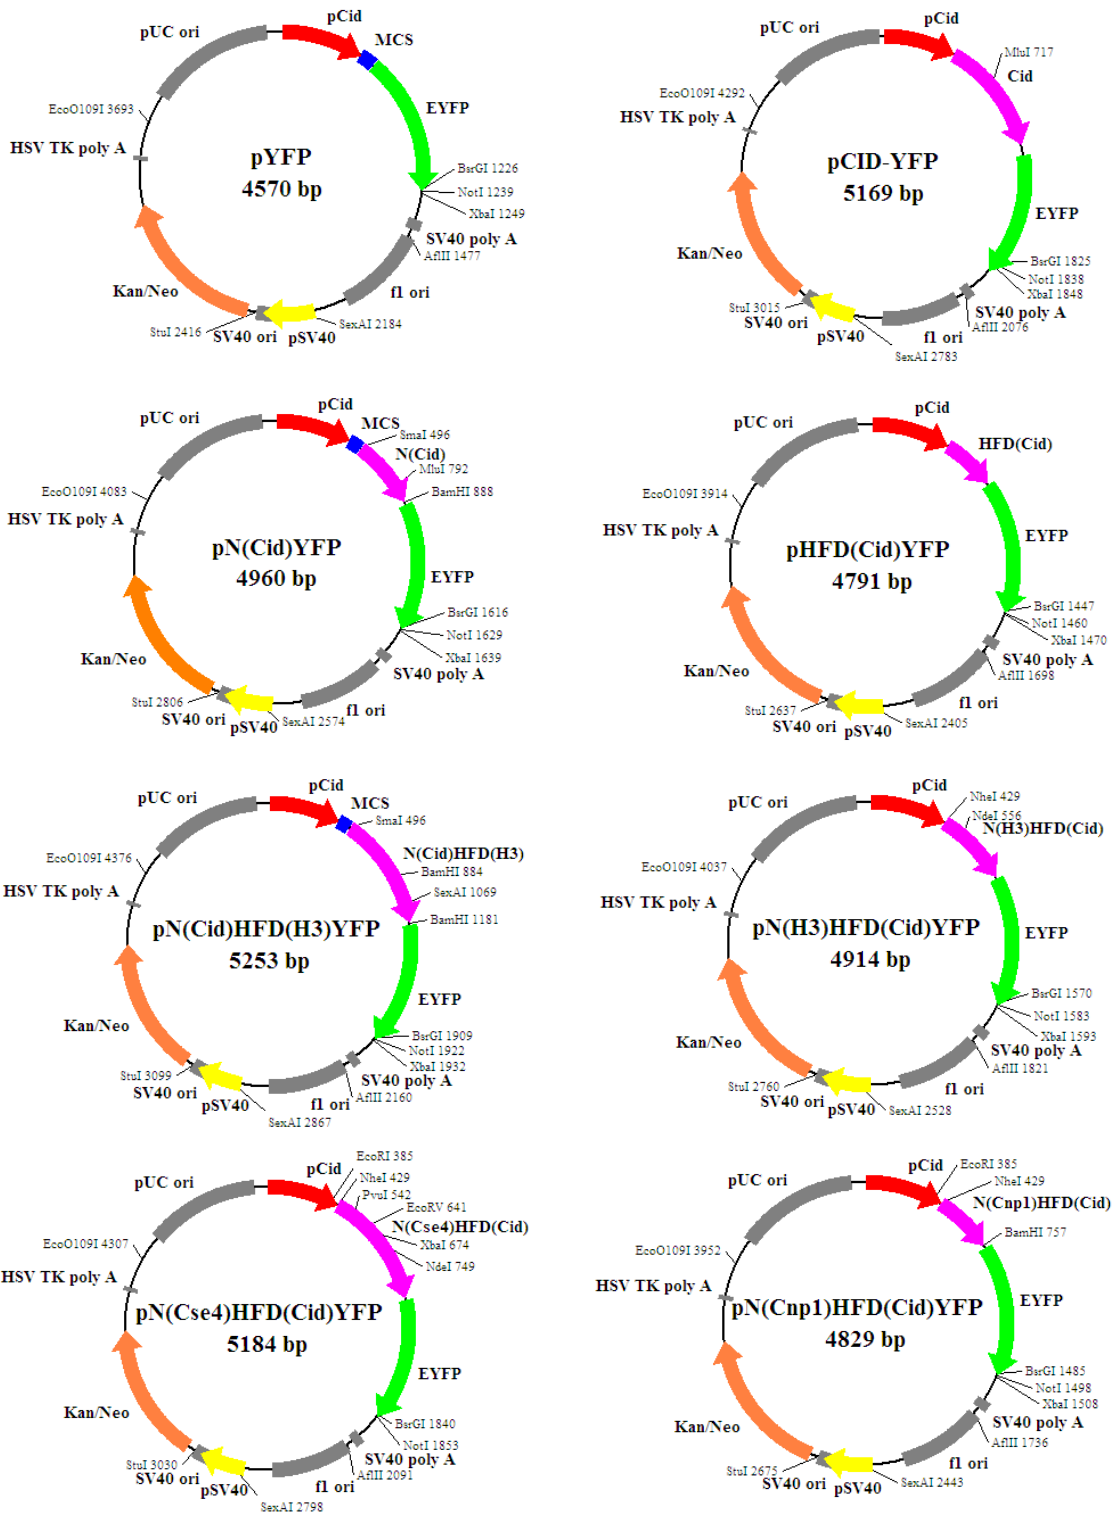 pCid
pUC ori
MCS
EcoO109I 3693
EYFP
HSV TK poly A
pYFP
4570 bp
BsrGI 1226
NotI 1239
XbaI 1249
SV40 poly A
AflII 1477
Kan/Neo
f1 ori
StuI 2416
SexAI 2184
SV40 ori
pSV40
pCid
pUC ori
MluI 717
Cid
EcoO109I 4292
HSV TK poly A
pCID-YFP
5169 bp
EYFP
Kan/Neo
BsrGI 1825
NotI 1838
XbaI 1848
StuI 3015
SV40 poly A
SV40 ori
AflII 2076
pSV40
f1 ori
SexAI 2783
pCid
pUC ori
MCS
SmaI 496
N(Cid)
MluI 792
EcoO109I 4083
BamHI 888
HSV TK poly A
pN(Cid)YFP
4960 bp
EYFP
BsrGI 1616
NotI 1629
Kan/Neo
XbaI 1639
SV40 poly A
StuI 2806
f1 ori
SV40 ori
pSV40
SexAI 2574
pCid
pUC ori
HFD(Cid)
EcoO109I 3914
HSV TK poly A
EYFP
pHFD(Cid)YFP
4791 bp
BsrGI 1447
NotI 1460
XbaI 1470
Kan/Neo
SV40 poly A
AflII 1698
f1 ori
StuI 2637
SexAI 2405
SV40 ori
pSV40
pCid
pUC ori
MCS
SmaI 496
N(Cid)HFD(H3)
EcoO109I 4376
BamHI 884
HSV TK poly A
SexAI 1069
BamHI 1181
pN(Cid)HFD(H3)YFP
5253 bp
EYFP
Kan/Neo
BsrGI 1909
NotI 1922
XbaI 1932
StuI 3099
SV40 poly A
SV40 ori
AflII 2160
pSV40
f1 ori
SexAI 2867
pCid
pUC ori
NheI 429
NdeI 556
N(H3)HFD(Cid)
EcoO109I 4037
HSV TK poly A
pN(H3)HFD(Cid)YFP
4914 bp
EYFP
BsrGI 1570
NotI 1583
XbaI 1593
Kan/Neo
SV40 poly A
AflII 1821
StuI 2760
f1 ori
SV40 ori
pSV40
SexAI 2528
pCid
EcoRI 385
pUC ori
NheI 429
PvuI 542
EcoRV 641
N(Cse4)HFD(Cid)
EcoO109I 4307
XbaI 674
NdeI 749
HSV TK poly A
pN(Cse4)HFD(Cid)YFP
5184 bp
EYFP
Kan/Neo
BsrGI 1840
NotI 1853
StuI 3030
SV40 poly A
SV40 ori
AflII 2091
pSV40
f1 ori
SexAI 2798
pCid
EcoRI 385
pUC ori
NheI 429
N(Cnp1)HFD(Cid)
EcoO109I 3952
BamHI 757
HSV TK poly A
pN(Cnp1)HFD(Cid)YFP
4829 bp
EYFP
BsrGI 1485
NotI 1498
XbaI 1508
Kan/Neo
SV40 poly A
AflII 1736
StuI 2675
f1 ori
SV40 ori
pSV40
SexAI 2443